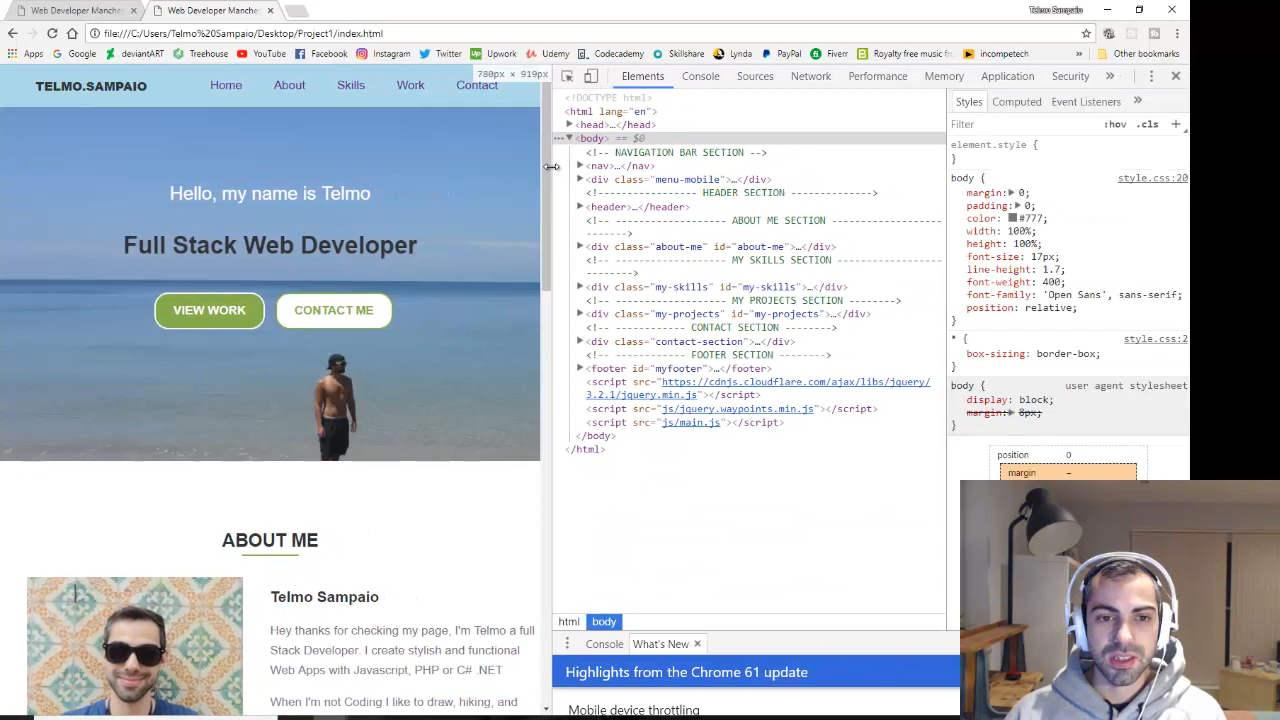 Web Developer Manches
Web Developer Manches
Telmo Sampaio
file:///C:/Users/Telmo%20Sampaio/Desktop/Project1/index.html
Apps Google deviantART Treehouse YouTube Facebook Instagram Twitter Upwork Udemy Codecademy Skillshare Lynda PayPal Fiverr Royalty free music fo incompetech Other bookmarks
TELMO.SAMPAIO Home About Skills Work Contact
780px × 919px
Hello, my name is Telmo
Full Stack Web Developer
VIEW WORK CONTACT ME
ABOUT ME
Telmo Sampaio
Hey thanks for checking my page, I'm Telmo a full
Stack Developer. I create stylish and functional
Web Apps with Javascript, PHP or C# .NET
When I'm not Coding I like to draw, hiking, and
Elements Console Sources Network Performance Memory Application Security »
<!DOCTYPE html>
<html lang="en">
<head>…</head>
<body> == $0
<!-- NAVIGATION BAR SECTION -->
<nav>…</nav>
<div class="menu-mobile">…</div>
<!---------------- HEADER SECTION -------------->
<header>…</header>
<!-- --------------- ABOUT ME SECTION ----------------
------->
<div class="about-me" id="about-me">…</div>
<!-- --------------- MY SKILLS SECTION ----------------
-------->
<div class="my-skills" id="my-skills">…</div>
<!-- --------------- MY PROJECTS SECTION -------->
<div class="my-projects" id="my-projects">…</div>
<!-- ------------ CONTACT SECTION -------->
<div class="contact-section">…</div>
<!-- ------------ FOOTER SECTION -------->
<footer id="myfooter">…</footer>
<script src="https://cdnjs.cloudflare.com/ajax/libs/jquery/
3.2.1/jquery.min.js"></script>
<script src="js/jquery.waypoints.min.js"></script>
<script src="js/main.js"></script>
</body>
</html>
html body
Console What's New
Highlights from the Chrome 61 update
Mobile device throttling
Styles Computed Event Listeners »
Filter :hov .cls +
element.style {
}
body { style.css:20
margin: 0;
padding: 0;
color: #777;
width: 100%;
height: 100%;
font-size: 17px;
line-height: 1.7;
font-weight: 400;
font-family: 'Open Sans', sans-serif;
position: relative;
}
* { style.css:2
box-sizing: border-box;
}
body { user agent stylesheet
display: block;
margin: 8px;
}
position 0
margin –